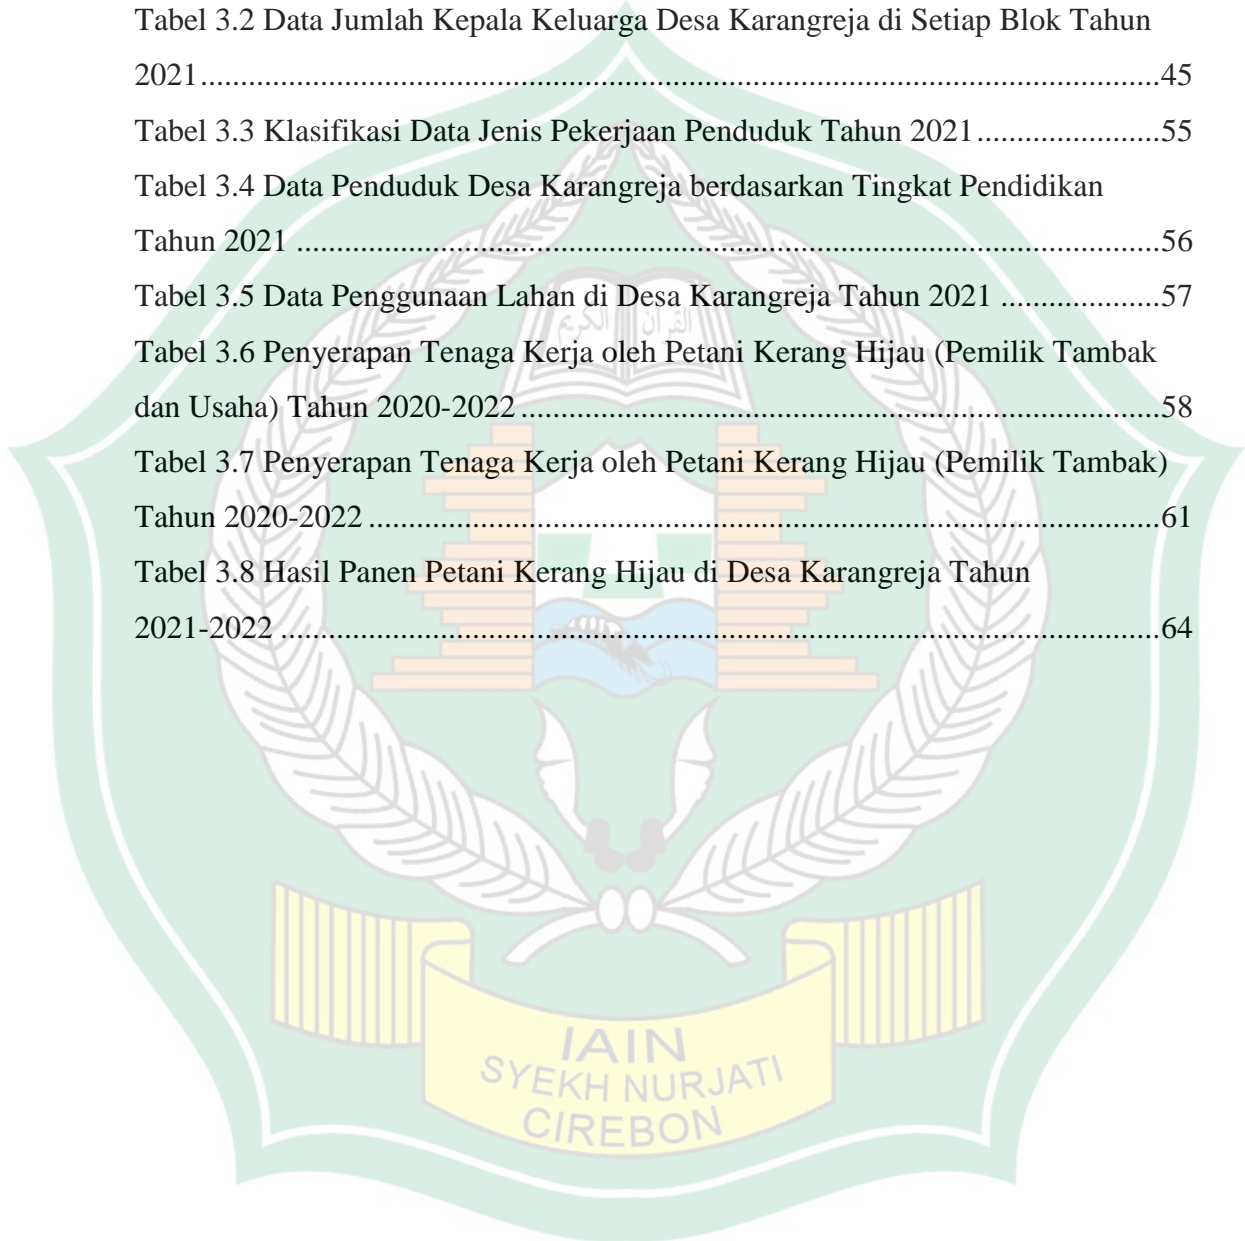 Tabel 3.2 Data Jumlah Kepala Keluarga Desa Karangreja di Setiap Blok Tahun
2021..........................................................................................................................45
Tabel 3.3 Klasifikasi Data Jenis Pekerjaan Penduduk Tahun 2021.......................55
Tabel 3.4 Data Penduduk Desa Karangreja berdasarkan Tingkat Pendidikan
Tahun 2021 .............................................................................................................56
Tabel 3.5 Data Penggunaan Lahan di Desa Karangreja Tahun 2021 ....................57
Tabel 3.6 Penyerapan Tenaga Kerja oleh Petani Kerang Hijau (Pemilik Tambak
dan Usaha) Tahun 2020-2022.................................................................................58
Tabel 3.7 Penyerapan Tenaga Kerja oleh Petani Kerang Hijau (Pemilik Tambak)
Tahun 2020-2022 ....................................................................................................61
Tabel 3.8 Hasil Panen Petani Kerang Hijau di Desa Karangreja Tahun
2021-2022 ...............................................................................................................64
القرآن الكريم
IAIN
SYEKH NURJATI
CIREBON